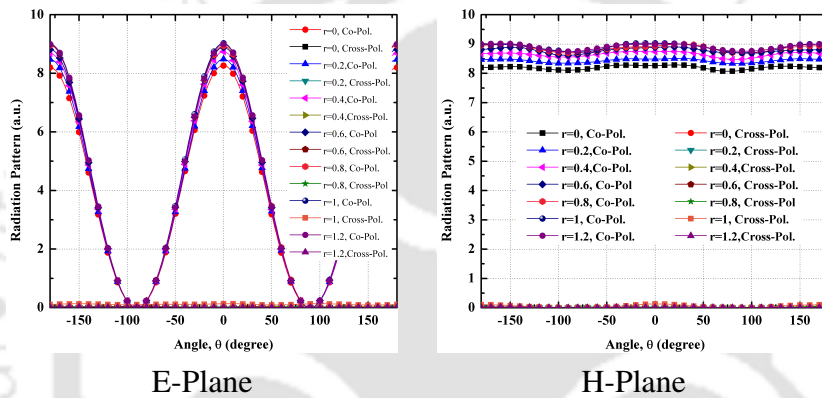 10
9
8
7
6
5
4
3
2
1
0
Radiation Pattern (a.u.)
-150 -100 -50 0 50 100 150
Angle, θ (degree)
r=0, Co-Pol.
r=0, Cross-Pol.
r=0.2,Co-Pol.
r=0.2, Cross-Pol.
r=0.4,Co-Pol.
r=0.4,Cross-Pol.
r=0.6, Co-Pol
r=0.6, Cross-Pol.
r=0.8, Co-Pol.
r=0.8, Cross-Pol
r=1, Co-Pol.
r=1, Cross-Pol.
r=1.2, Co-Pol.
r=1.2,Cross-Pol.
E-Plane
10
9
8
7
6
5
4
3
2
1
0
Radiation Pattern (a.u.)
-150 -100 -50 0 50 100 150
Angle, θ (degree)
r=0, Co-Pol. r=0, Cross-Pol.
r=0.2,Co-Pol. r=0.2, Cross-Pol.
r=0.4,Co-Pol. r=0.4,Cross-Pol.
r=0.6, Co-Pol r=0.6, Cross-Pol.
r=0.8, Co-Pol. r=0.8, Cross-Pol
r=1, Co-Pol. r=1, Cross-Pol.
r=1.2, Co-Pol. r=1.2,Cross-Pol.
H-Plane